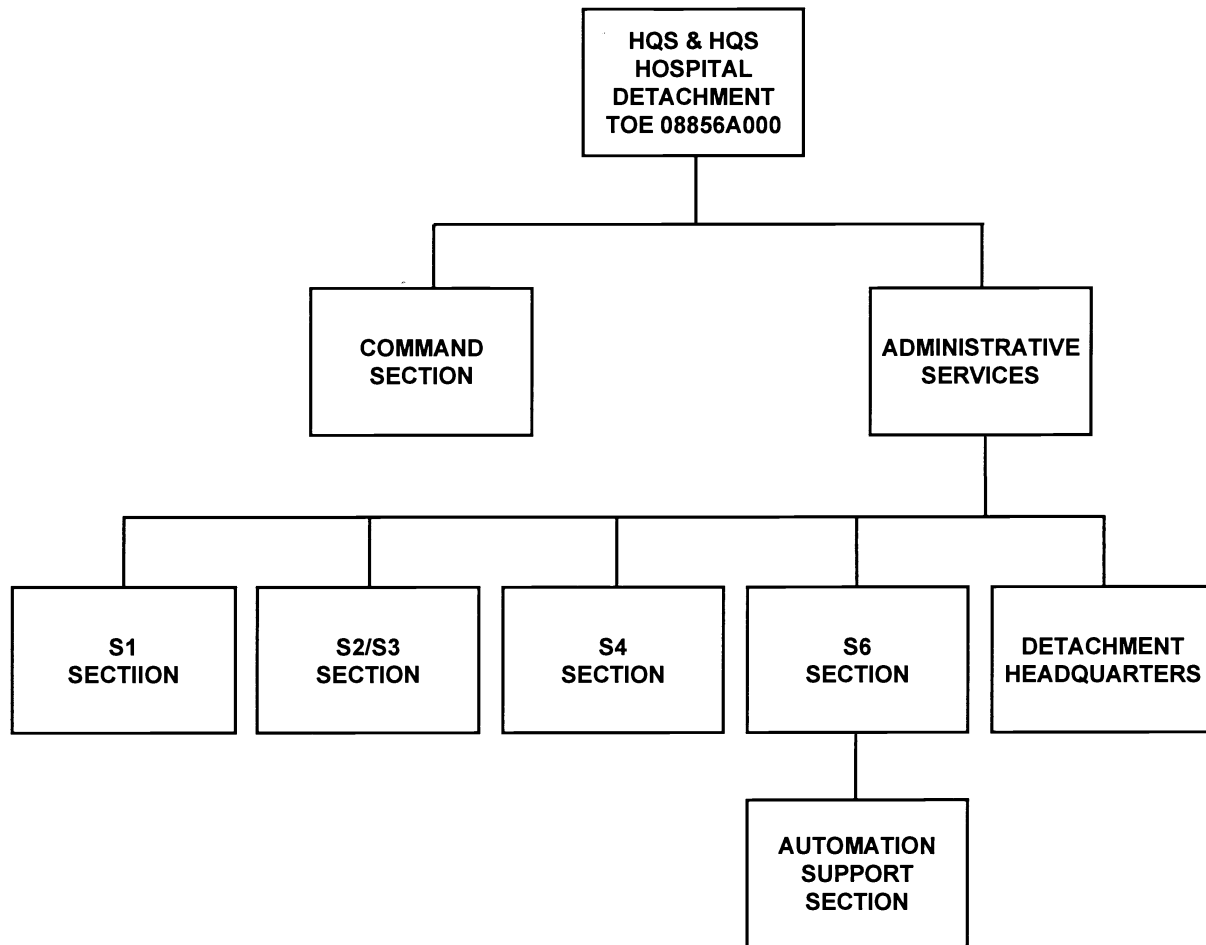 HQS & HQS
HOSPITAL
DETACHMENT
TOE 08856A000
COMMAND
SECTION
ADMINISTRATIVE
SERVICES
S1
SECTIION
S2/S3
SECTION
S4
SECTION
S6
SECTION
DETACHMENT
HEADQUARTERS
AUTOMATION
SUPPORT
SECTION